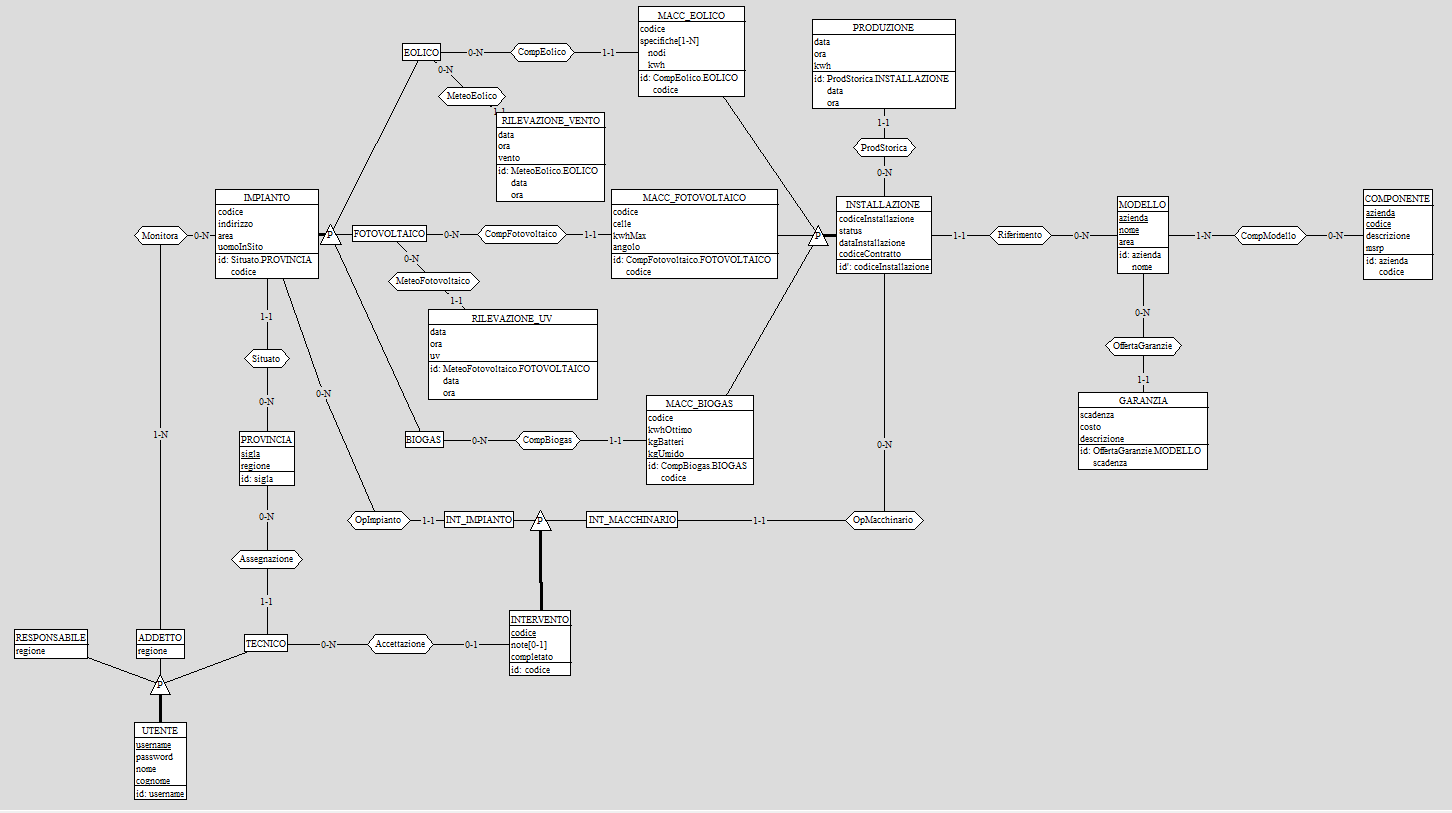 MACC_EOLICO
codice
specifiche[1-N]
nodi
kwh
id: CompEolico.EOLICO
codice
PRODUZIONE
data
ora
kwh
id: ProdStorica.INSTALLAZIONE
data
ora
EOLICO
0-N
CompEolico
1-1
0-N
MeteoEolico
1-1
RILEVAZIONE_VENTO
data
ora
vento
id: MeteoEolico.EOLICO
data
ora
1-1
ProdStorica
0-N
IMPIANTO
codice
indirizzo
area
uomoInSito
id: Situato.PROVINCIA
codice
Monitora
0-N
P
FOTOVOLTAICO
0-N
CompFotovoltaico
1-1
MACC_FOTOVOLTAICO
codice
celle
kwhMax
angolo
id: CompFotovoltaico.FOTOVOLTAICO
codice
P
INSTALLAZIONE
codiceInstallazione
status
dataInstallazione
codiceContratto
id': codiceInstallazione
1-1
Riferimento
0-N
MODELLO
azienda
nome
area
id: azienda
nome
1-N
CompModello
0-N
COMPONENTE
azienda
codice
descrizione
msrp
id: azienda
codice
0-N
MeteoFotovoltaico
1-1
RILEVAZIONE_UV
data
ora
uv
id: MeteoFotovoltaico.FOTOVOLTAICO
data
ora
1-1
Situato
0-N
0-N
0-N
OffertaGaranzie
1-1
GARANZIA
scadenza
costo
descrizione
id: OffertaGaranzie.MODELLO
scadenza
1-N
PROVINCIA
sigla
regione
id: sigla
BIOGAS
0-N
CompBiogas
1-1
MACC_BIOGAS
codice
kwhOttimo
kgBatteri
kgUmido
id: CompBiogas.BIOGAS
codice
0-N
0-N
Assegnazione
1-1
OpImpianto
1-1
INT_IMPIANTO
P
INT_MACCHINARIO
1-1
OpMacchinario
RESPONSABILE
regione
ADDETTO
regione
TECNICO
0-N
Accettazione
0-1
INTERVENTO
codice
note[0-1]
completato
id: codice
P
UTENTE
username
password
nome
cognome
id: username